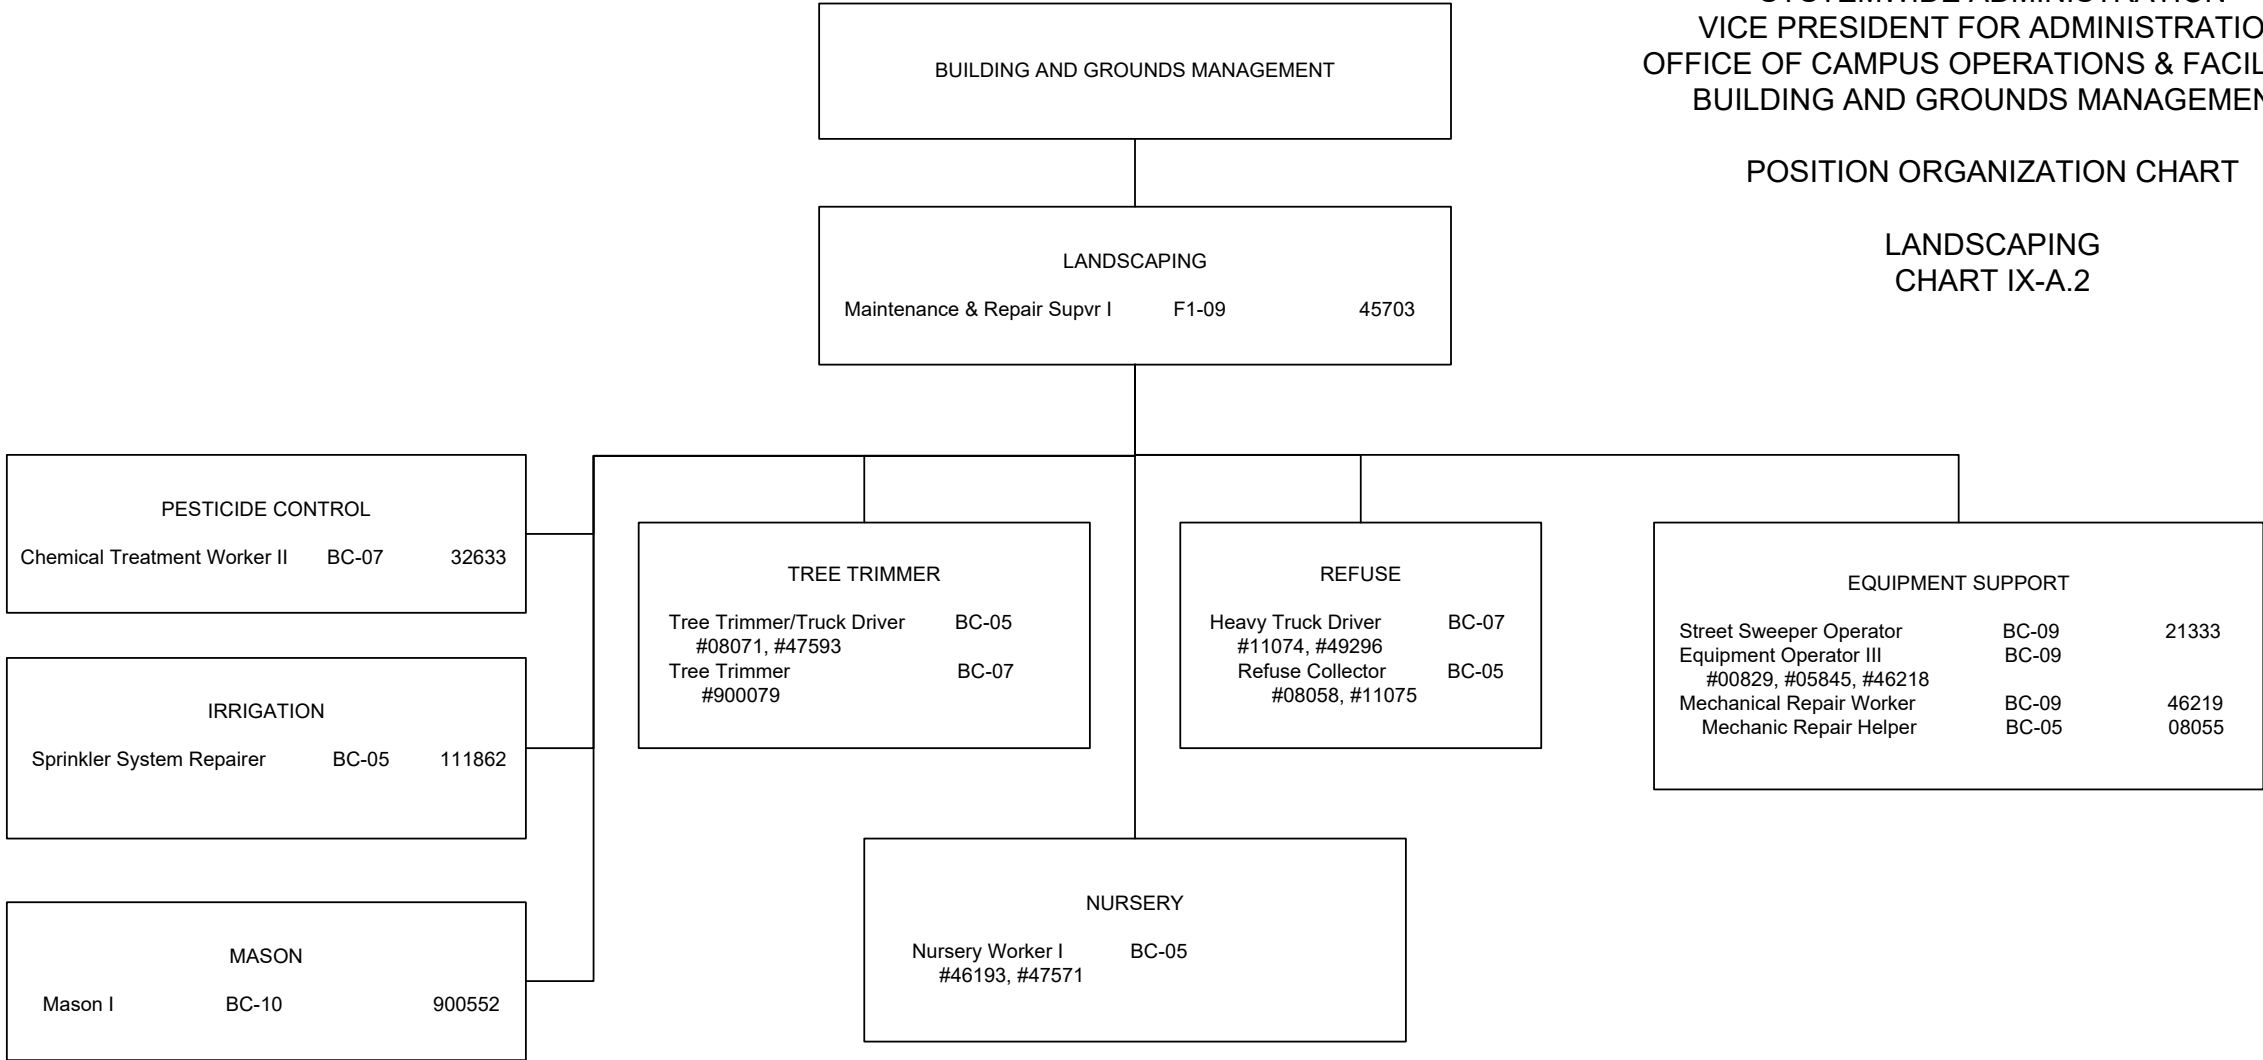 VICE PRESIDENT FOR ADMINISTRATIO
OFFICE OF CAMPUS OPERATIONS & FACIL
BUILDING AND GROUNDS MANAGEMEN
POSITION ORGANIZATION CHART
LANDSCAPING
CHART IX-A.2
BUILDING AND GROUNDS MANAGEMENT
LANDSCAPING
Maintenance & Repair Supvr I F1-09 45703
PESTICIDE CONTROL
Chemical Treatment Worker II BC-07 32633
IRRIGATION
Sprinkler System Repairer BC-05 111862
MASON
Mason I BC-10 900552
TREE TRIMMER
Tree Trimmer/Truck Driver BC-05
#08071, #47593
Tree Trimmer BC-07
#900079
REFUSE
Heavy Truck Driver BC-07
#11074, #49296
Refuse Collector BC-05
#08058, #11075
EQUIPMENT SUPPORT
Street Sweeper Operator BC-09 21333
Equipment Operator III BC-09
#00829, #05845, #46218
Mechanical Repair Worker BC-09 46219
Mechanic Repair Helper BC-05 08055
NURSERY
Nursery Worker I BC-05
#46193, #47571